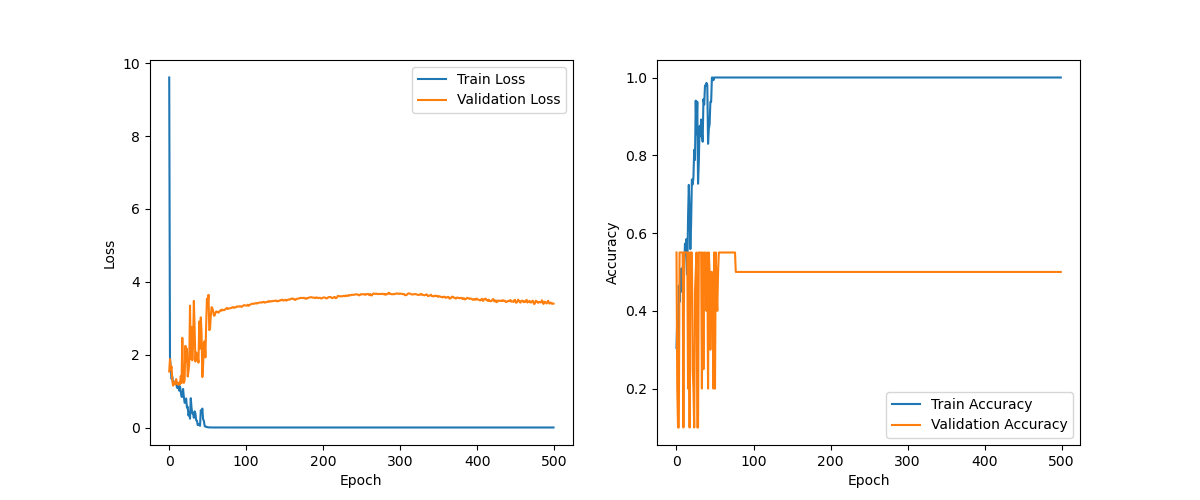 10
8
6
4
2
0
Loss
0 100 200 300 400 500
Epoch
Train Loss
Validation Loss
1.0
0.8
0.6
0.4
0.2
Accuracy
0 100 200 300 400 500
Epoch
Train Accuracy
Validation Accuracy